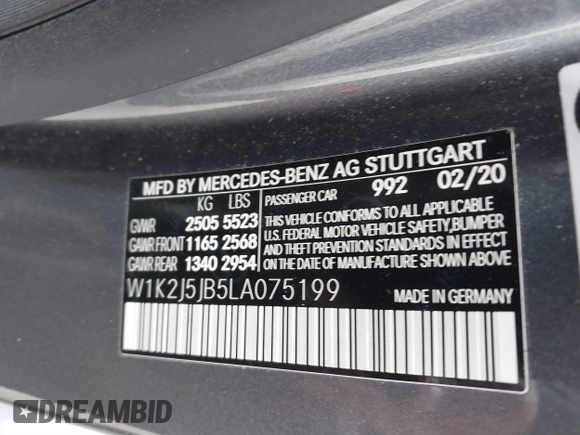 MFD BY MERCEDES-BENZ AG STUTTGART
KG LBS PASSENGER CAR 992 02/20
GVWR 2505 5523
GAWR FRONT 1165 2568
GAWR REAR 1340 2954
THIS VEHICLE CONFORMS TO ALL APPLICABLE
U.S. FEDERAL MOTOR VEHICLE SAFETY,BUMPER
AND THEFT PREVENTION STANDARDS IN EFFECT
ON THE DATE OF MANUFACTURE SHOWN ABOVE.
W1K2J5JB5LA075199 MADE IN GERMANY
DREAMBID